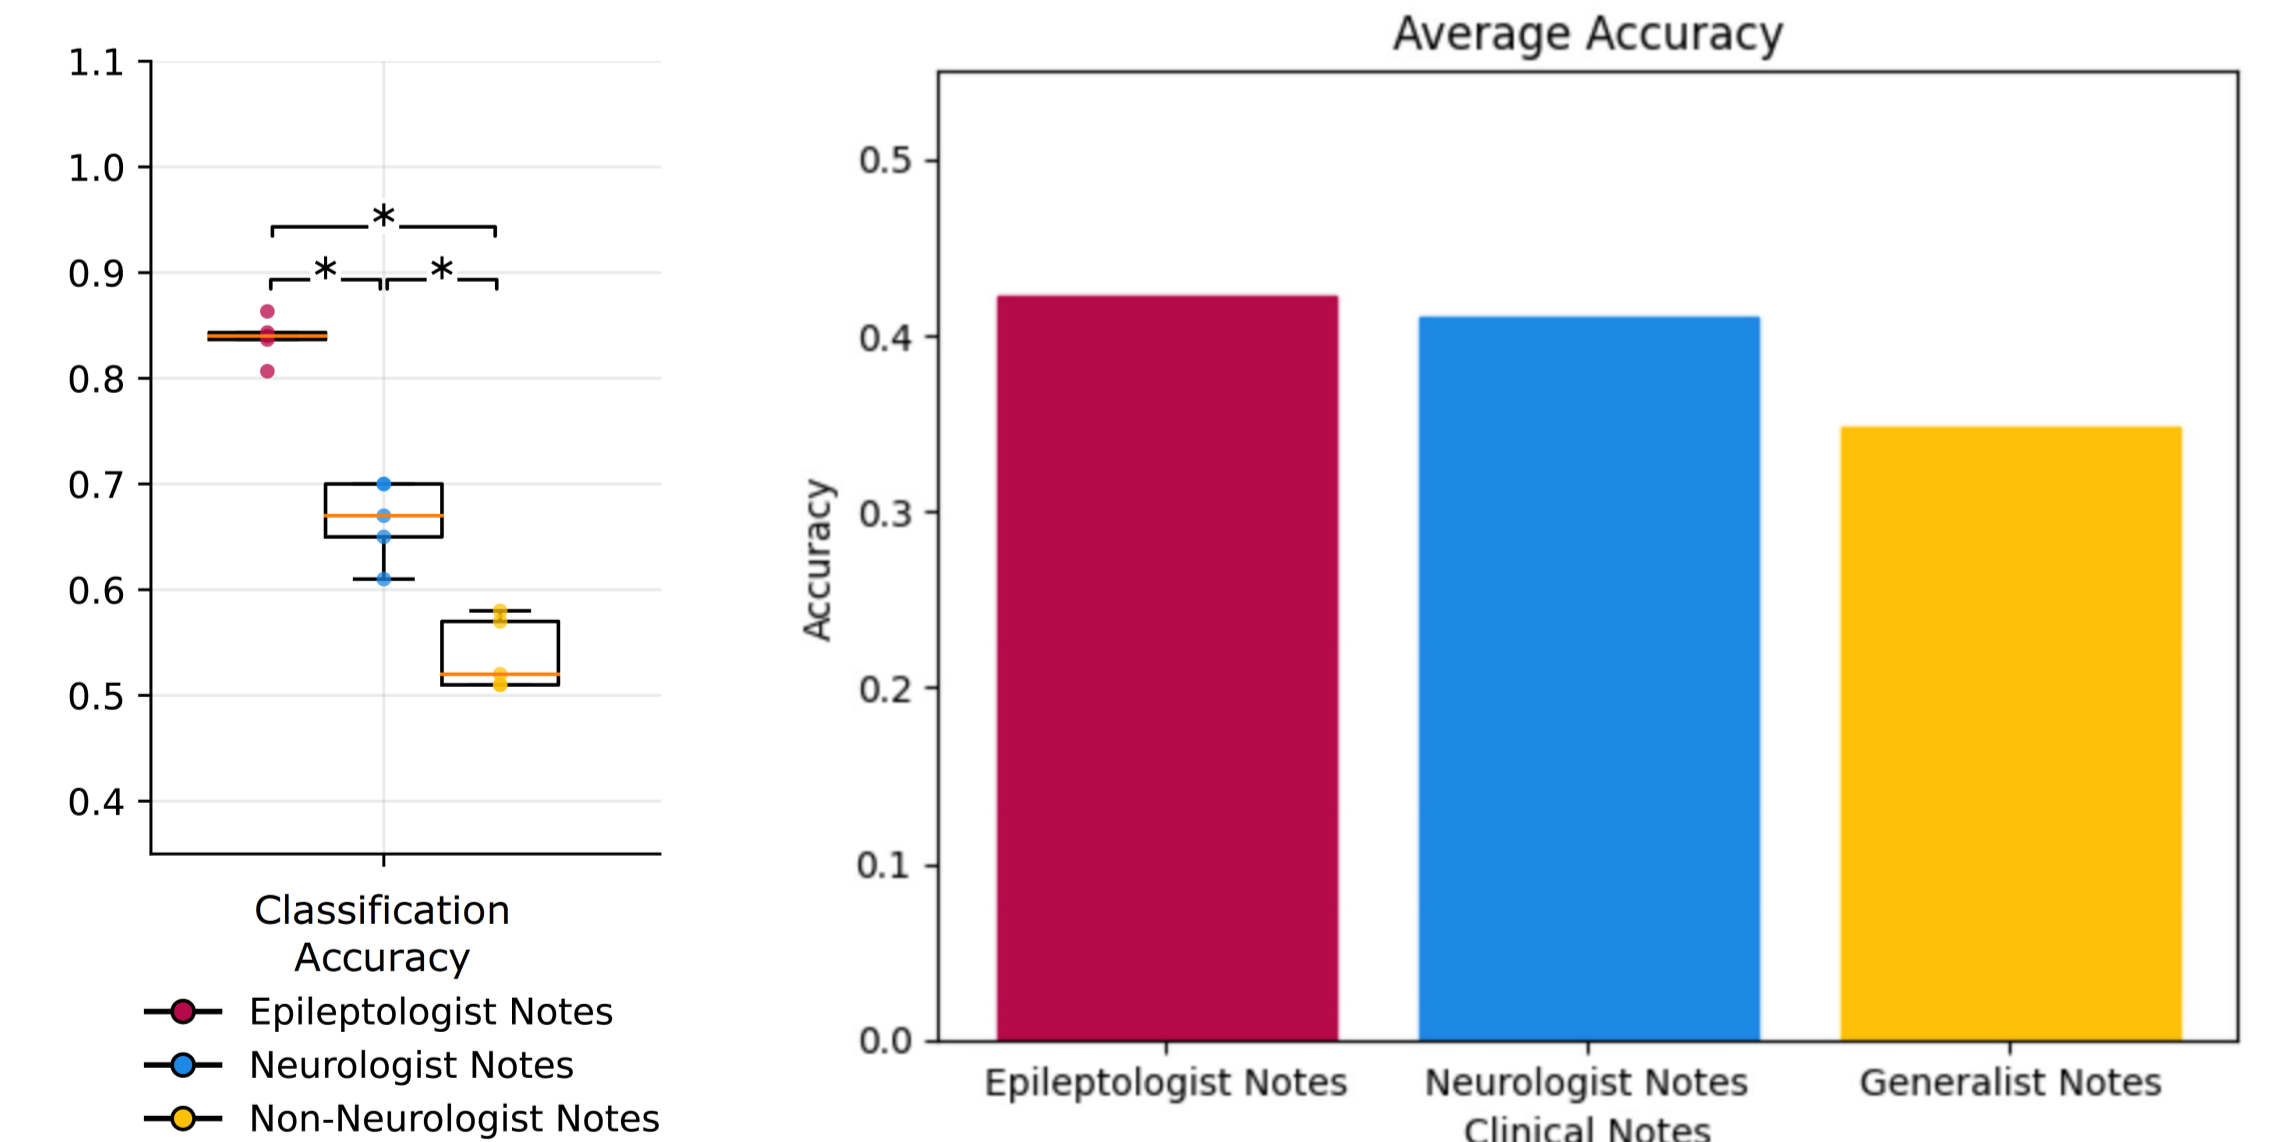 1.1
1.0
0.9
0.8
0.7
0.6
0.5
0.4
* 
* *
Classification
Accuracy
Epileptologist Notes
Neurologist Notes
Non-Neurologist Notes
Average Accuracy
Accuracy
0.5
0.4
0.3
0.2
0.1
0.0
Epileptologist Notes Neurologist Notes Generalist Notes
Clinical Notes